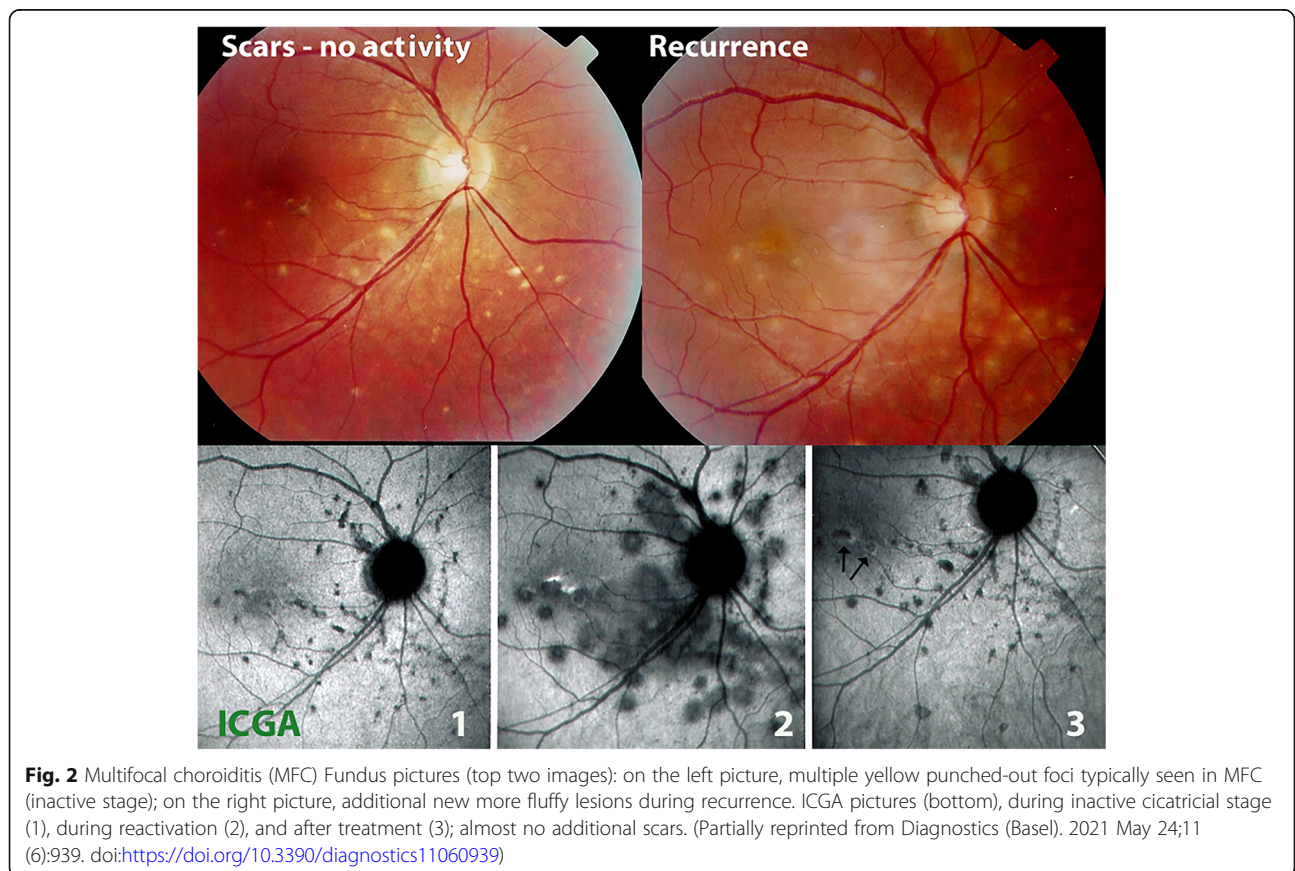 Scars - no activity
Recurrence
ICGA
1
2
3
Fig. 2 Multifocal choroiditis (MFC) Fundus pictures (top two images): on the left picture, multiple yellow punched-out foci typically seen in MFC
(inactive stage); on the right picture, additional new more fluffy lesions during recurrence. ICGA pictures (bottom), during inactive cicatricial stage
(1), during reactivation (2), and after treatment (3); almost no additional scars. (Partially reprinted from Diagnostics (Basel). 2021 May 24;11
(6):939. doi:https://doi.org/10.3390/diagnostics11060939)